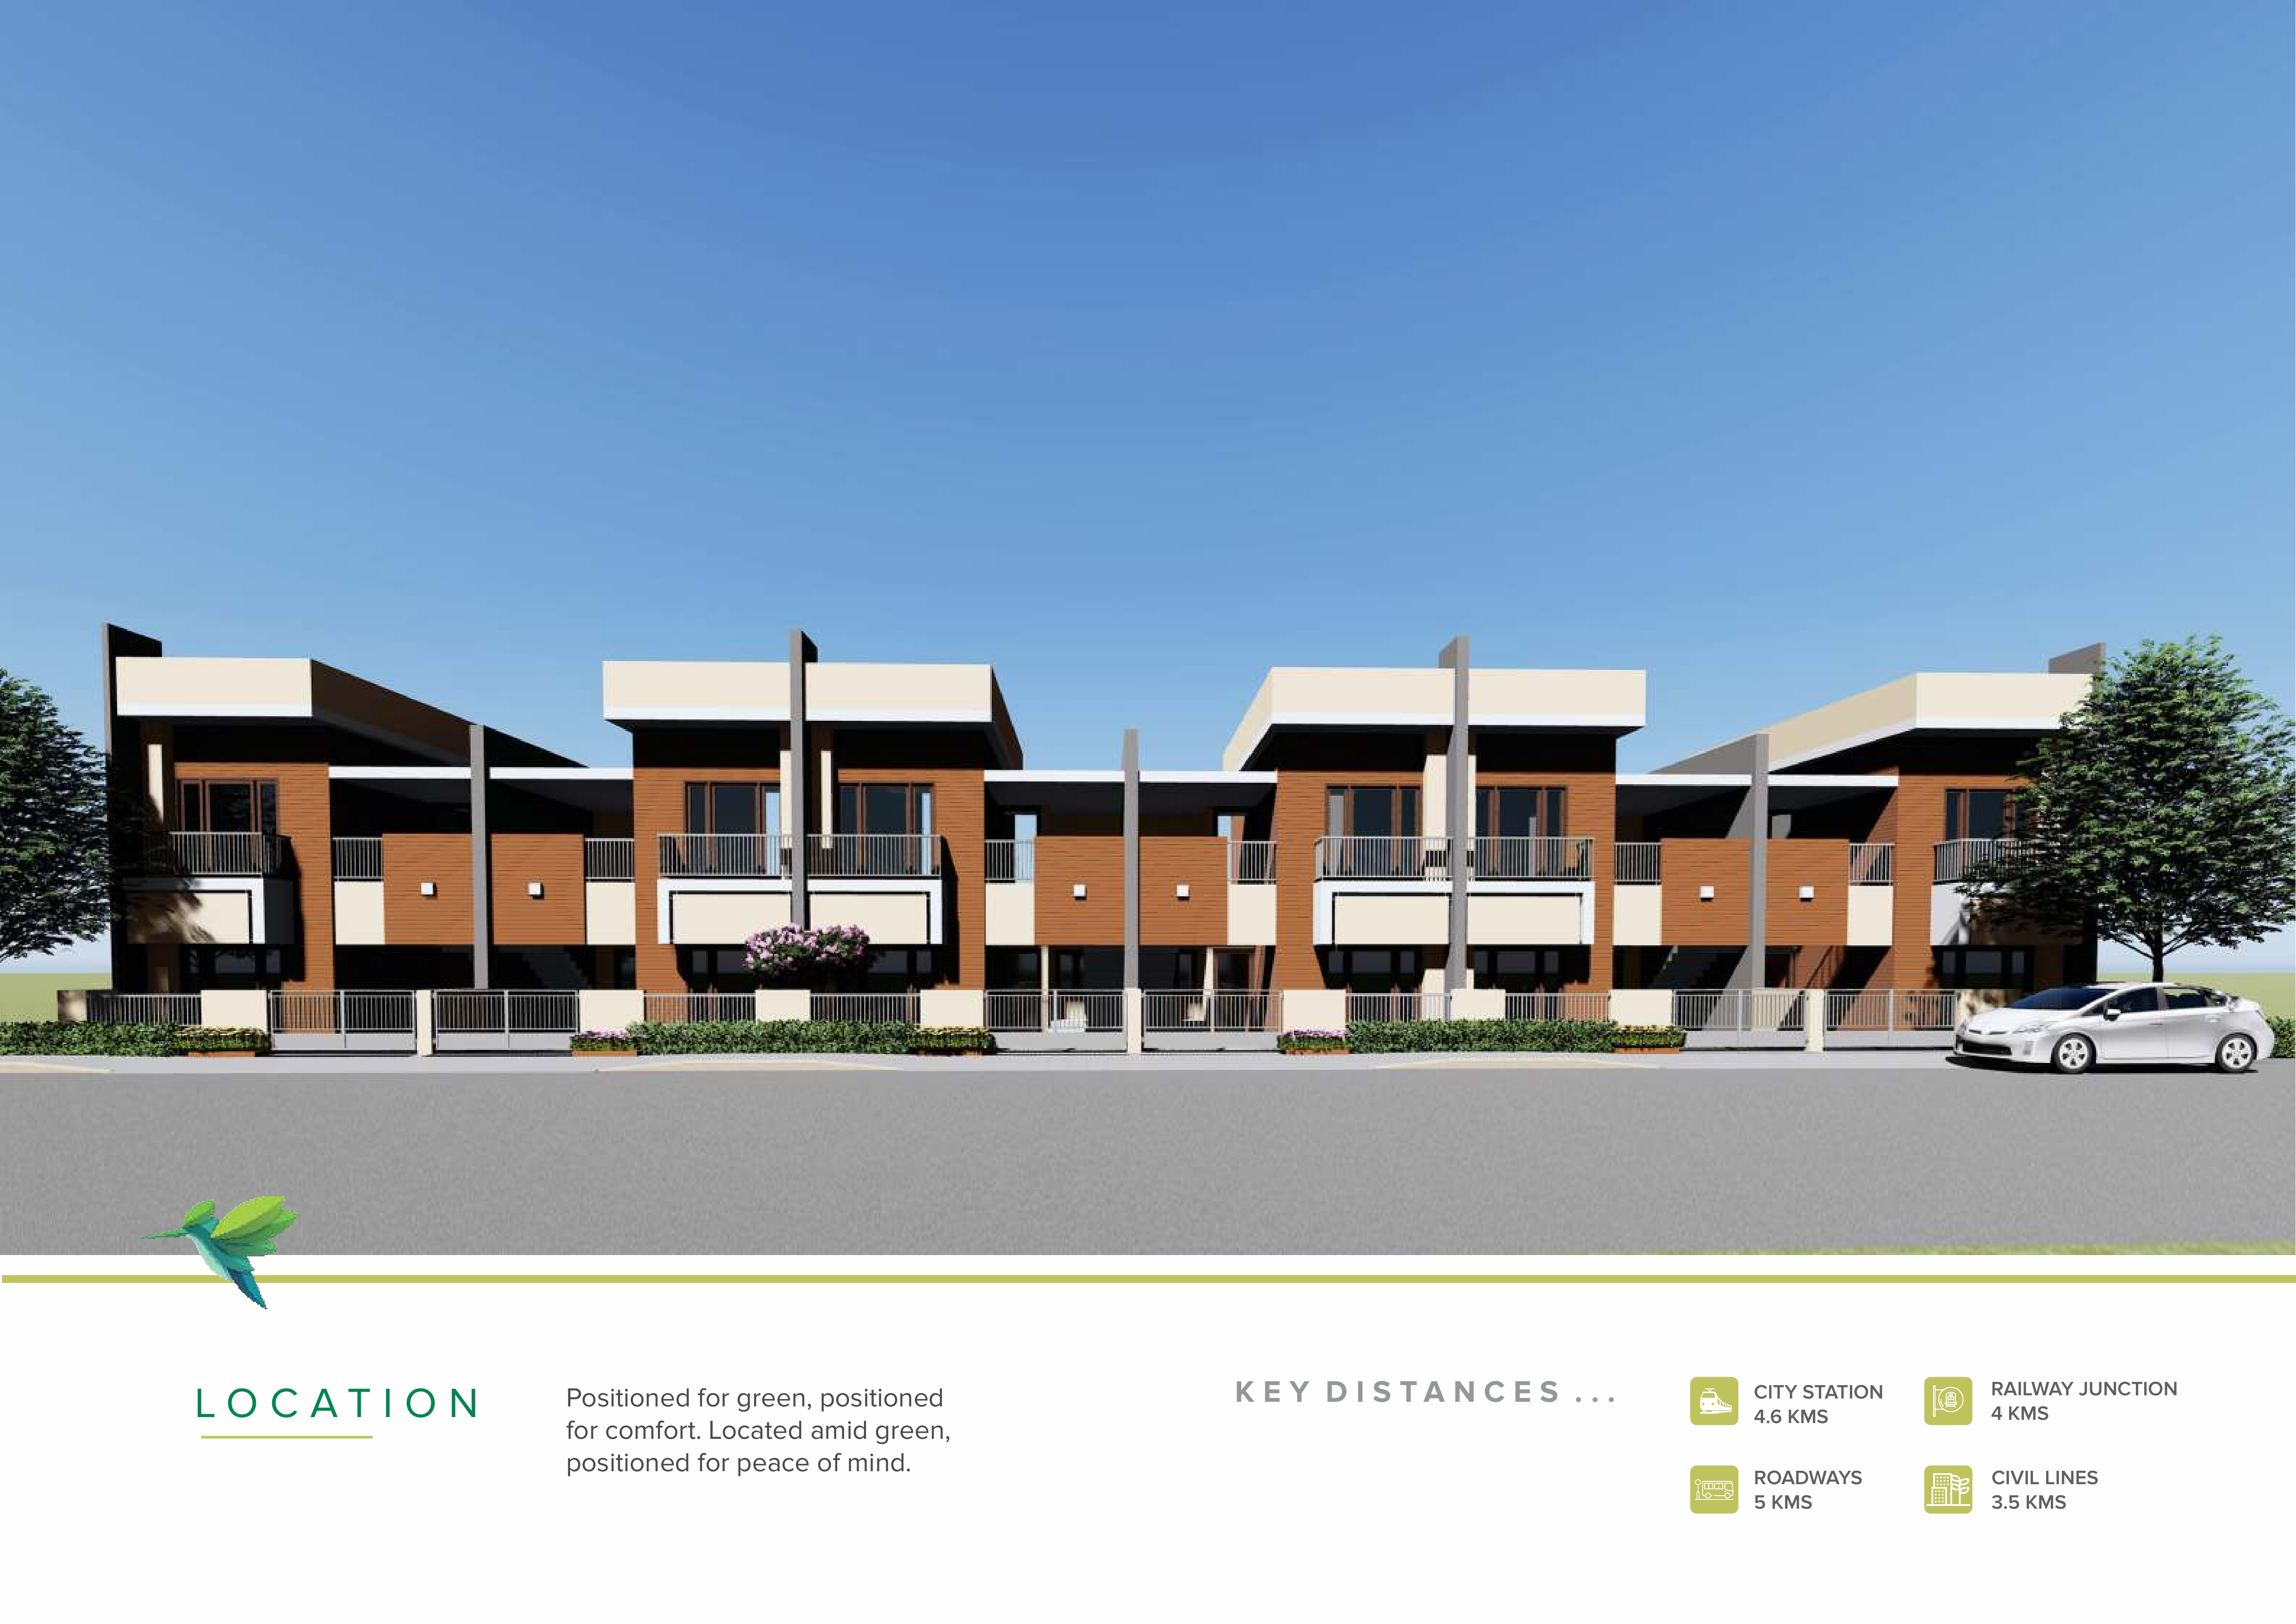 LOCATION
Positioned for green, positioned
for comfort. Located amid green,
positioned for peace of mind.
KEY DISTANCES ...
CITY STATION
4.6 KMS
RAILWAY JUNCTION
4 KMS
ROADWAYS
5 KMS
CIVIL LINES
3.5 KMS